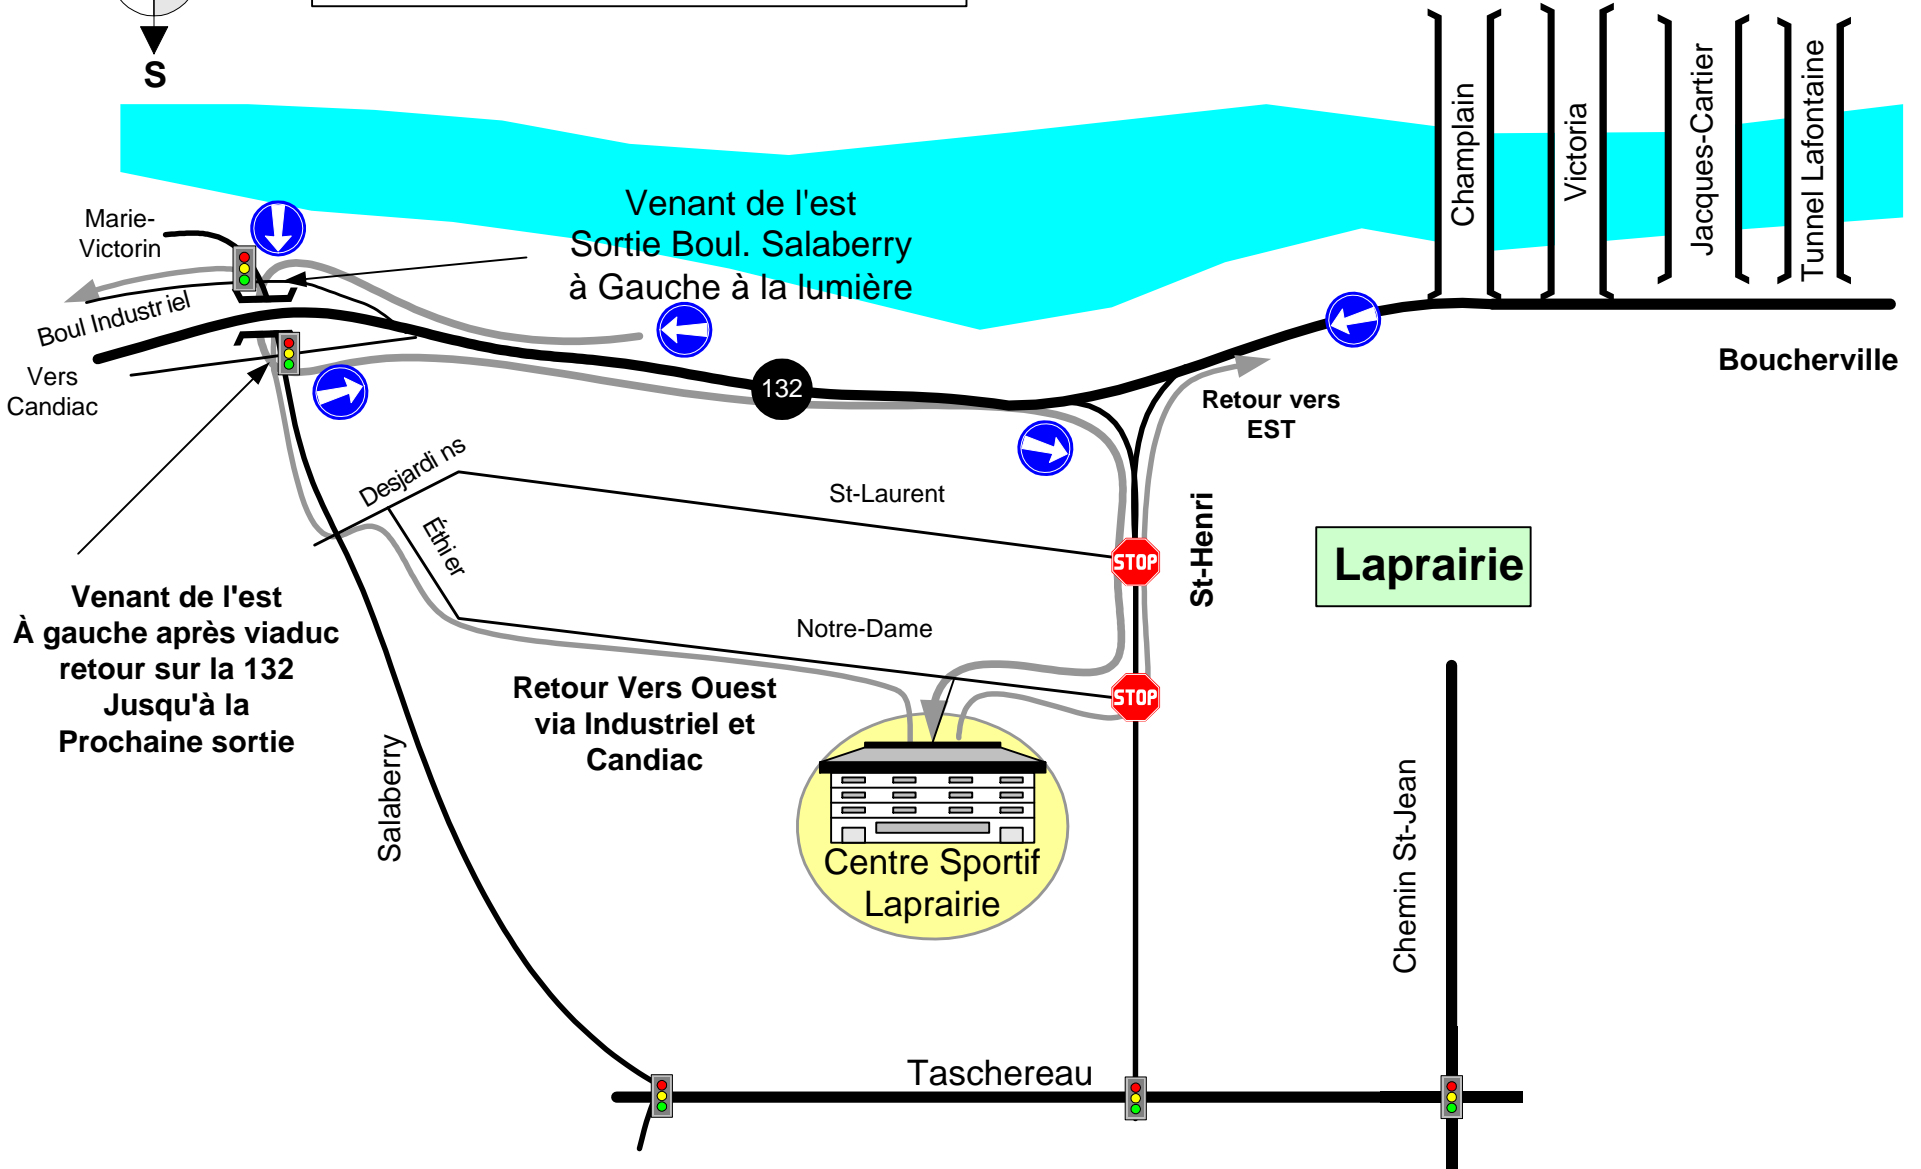 S
Champlain
Victoria
Jacques-Cartier
Tunnel Lafontaine
Marie-
Victorin
Venant de l'est
Sortie Boul. Salaberry
à Gauche à la lumière
Boul Industriel
Vers
Candiac
132
Boucherville
Retour vers
EST
Desjardins
Éthier
St-Laurent
St-Henri
STOP
Laprairie
Venant de l'est
À gauche après viaduc
retour sur la 132
Jusqu'à la
Prochaine sortie
Notre-Dame
Retour Vers Ouest
via Industriel et
Candiac
STOP
Salaberry
Centre Sportif
Laprairie
Chemin St-Jean
Taschereau